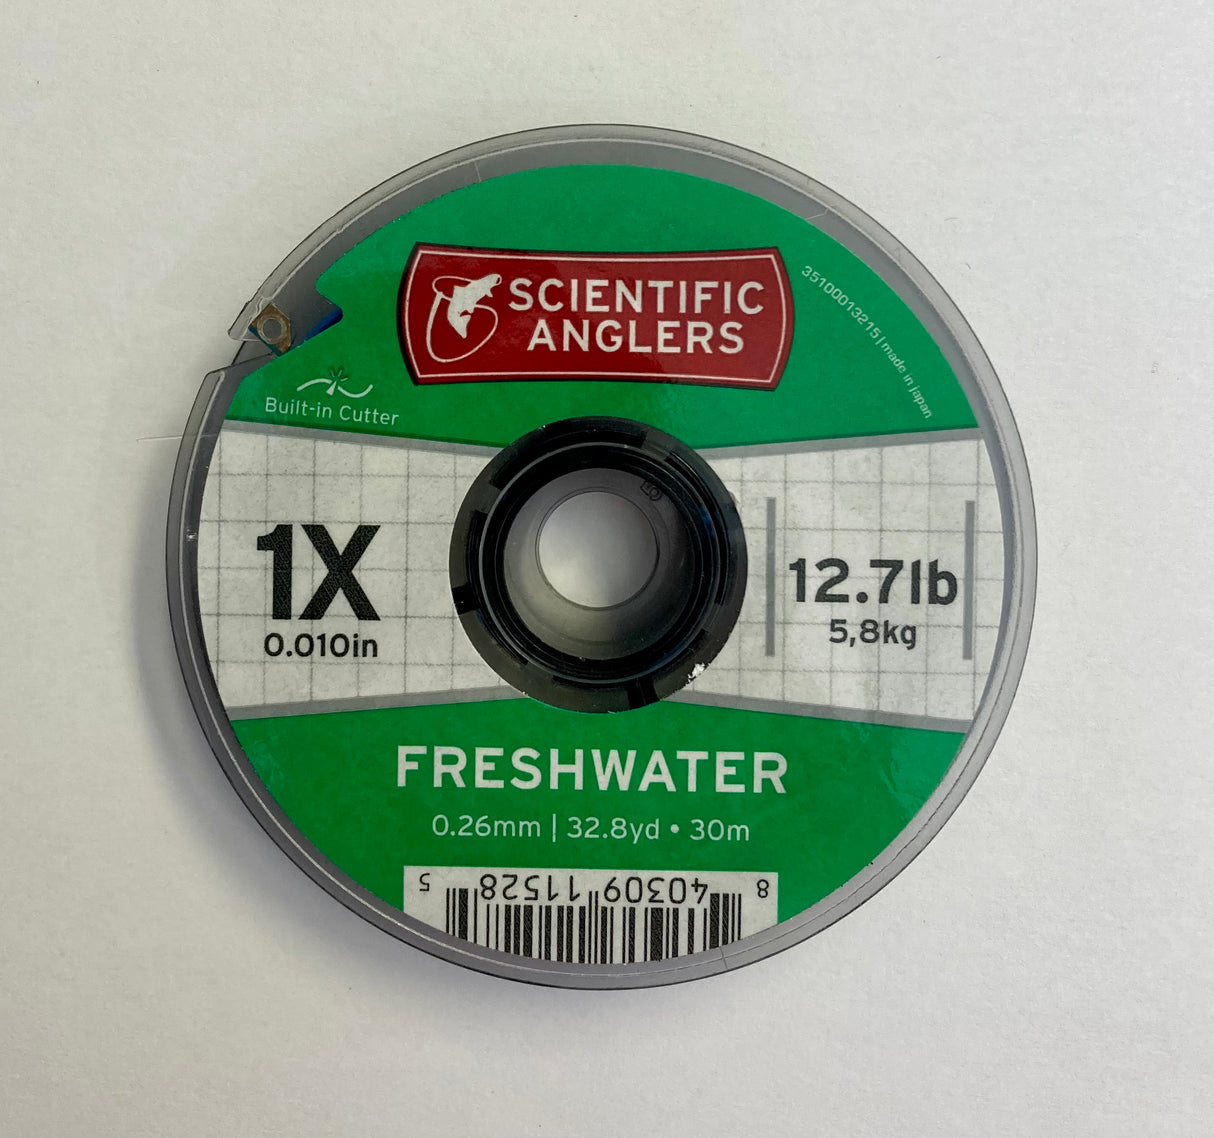 SCIENTIFIC
ANGLERS
35100013215 | made in japan
Built-in Cutter
1X
0.010in
12.7lb
5,8kg
FRESHWATER
0.26mm | 32.8yd • 30m
8 40309 11528 5